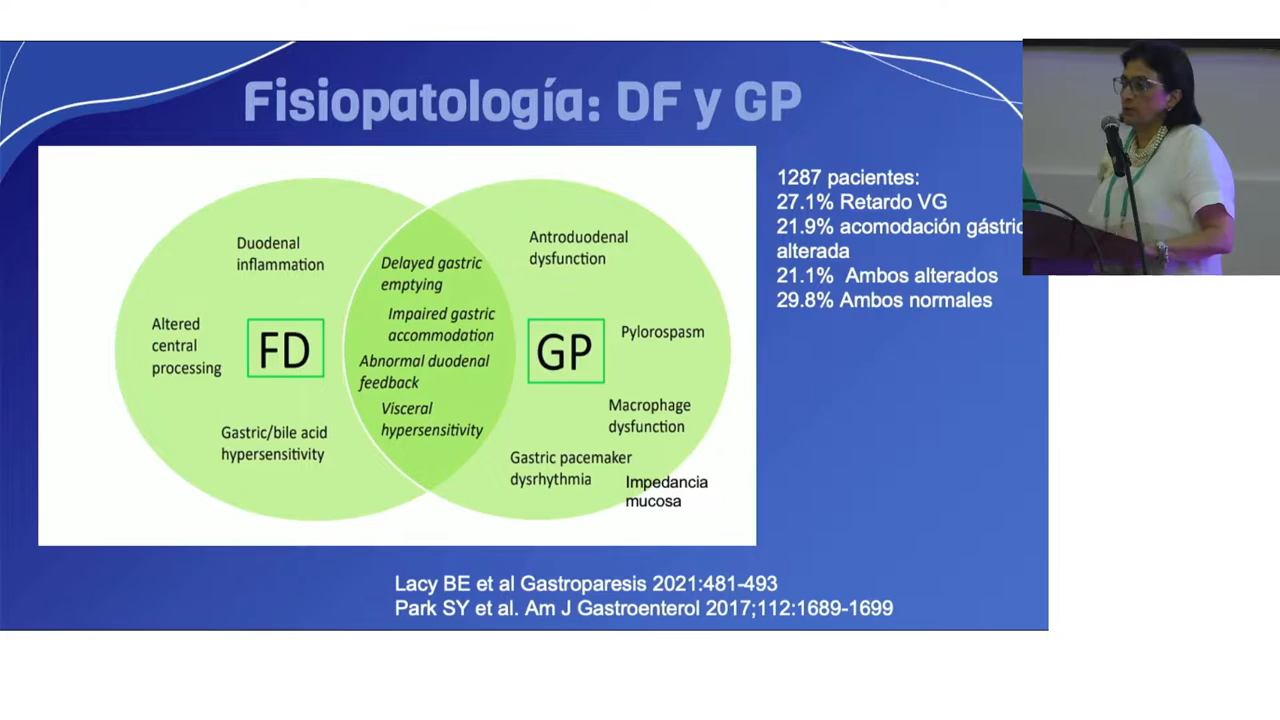 Fisiopatología: DF y GP
Duodenal
inflammation
Altered
central
processing
FD
Gastric/bile acid
hypersensitivity
Delayed gastric
emptying
Impaired gastric
accommodation
Abnormal duodenal
feedback
Visceral
hypersensitivity
Antroduodenal
dysfunction
GP
Pylorospasm
Macrophage
dysfunction
Gastric pacemaker
dysrhythmia
Impedancia
mucosa
1287 pacientes:
27.1% Retardo VG
21.9% acomodación
alterada
21.1% Ambos alterados
29.8% Ambos normales
Lacy BE et al Gastroparesis 2021:481-493
Park SY et al. Am J Gastroenterol 2017;112:1689-1699